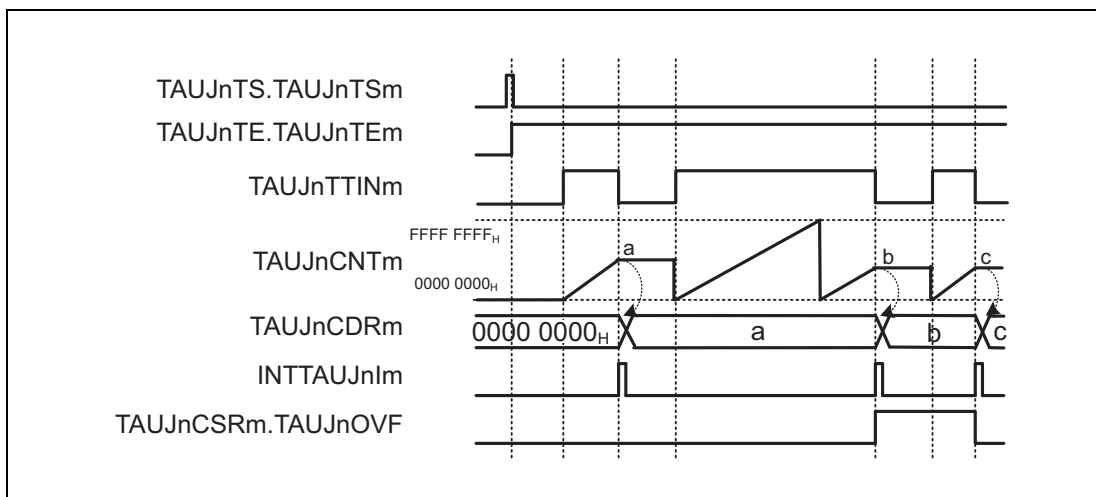 TAUJnTS.TAUJnTSm
TAUJnTE.TAUJnTEm
TAUJnTTINm
FFFF FFFFH
a
b
c
TAUJnCNTm
0000 0000H
TAUJnCDRm
0000 0000H
a
b
c
INTTAUJnIm
TAUJnCSRm.TAUJnOVF